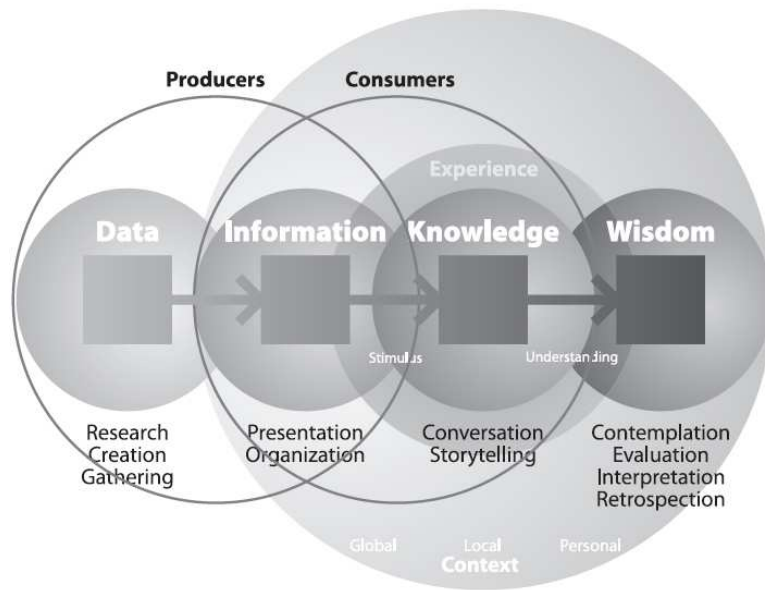 Producers
Consumers
Experience
Data
Information
Knowledge
Wisdom
Stimulus
Understanding
Research
Creation
Gathering
Presentation
Organization
Conversation
Storytelling
Contemplation
Evaluation
Interpretation
Retrospection
Global
Local
Personal
Context